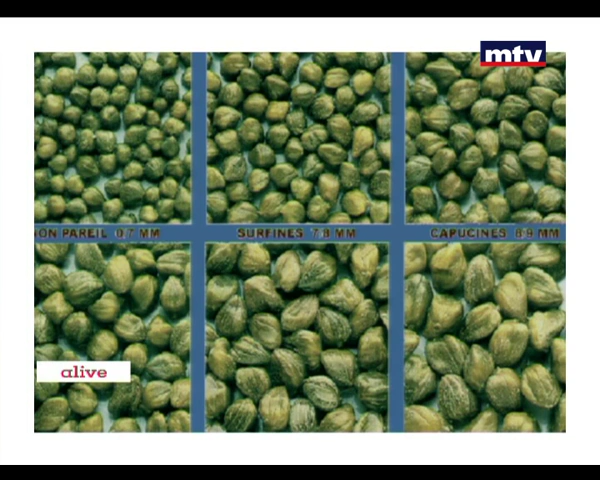 mtv
NON PAREIL 0/7 MM
SURFINES 7/8 MM
CAPUCINES 8/9 MM
alive